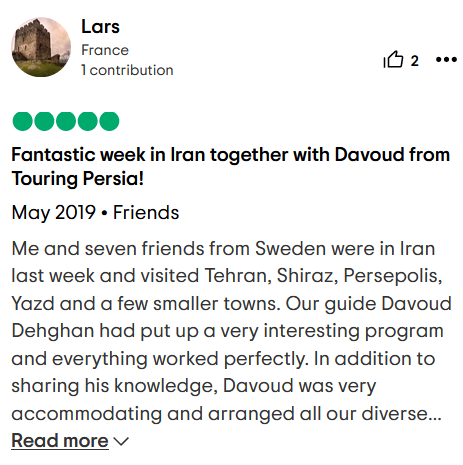 Lars
France
1 contribution
2
Fantastic week in Iran together with Davoud from
Touring Persia!
May 2019 • Friends
Me and seven friends from Sweden were in Iran
last week and visited Tehran, Shiraz, Persepolis,
Yazd and a few smaller towns. Our guide Davoud
Dehghan had put up a very interesting program
and everything worked perfectly. In addition to
sharing his knowledge, Davoud was very
accommodating and arranged all our diverse...
Read more